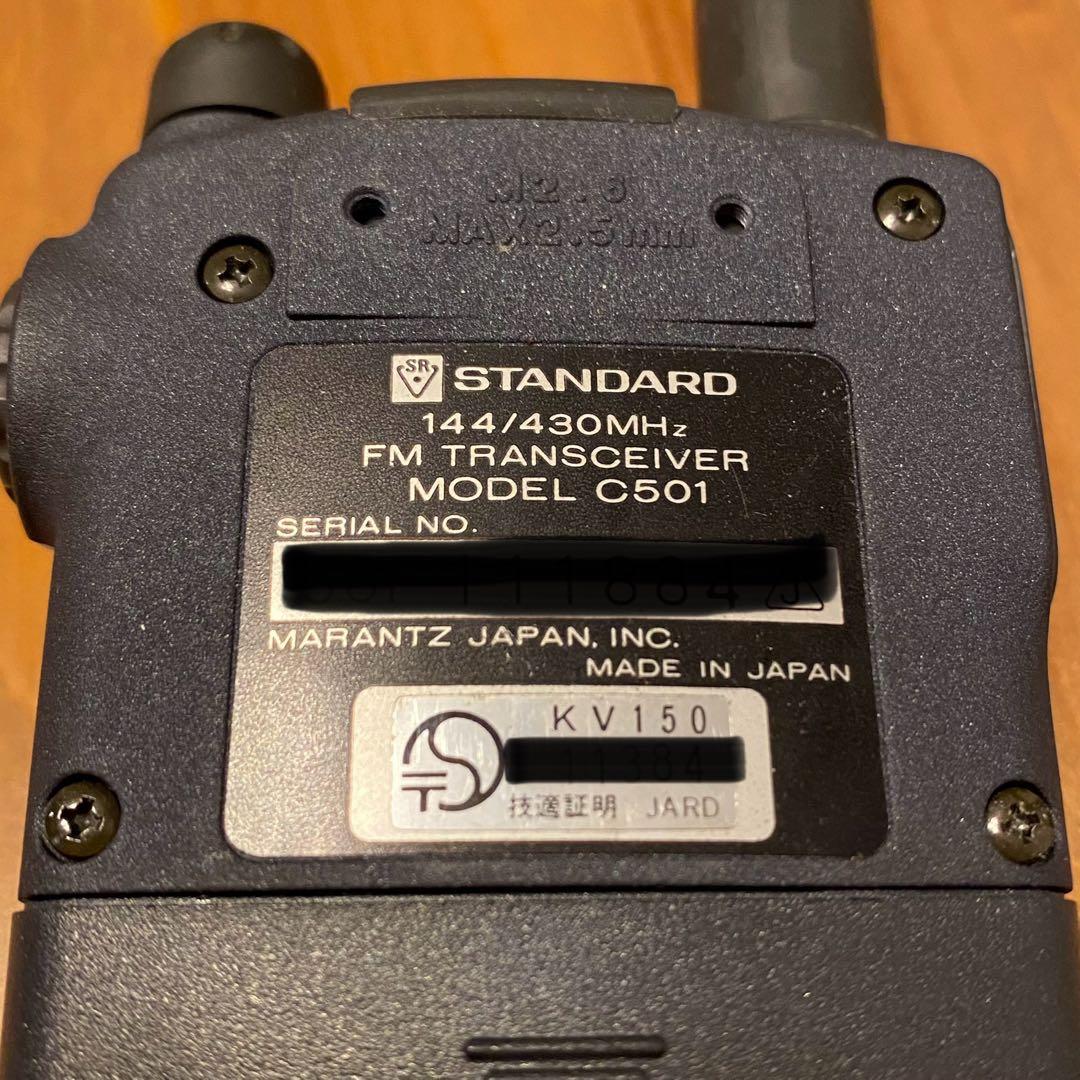 M2.6
MAX2.5mm
SR STANDARD
144/430MHz
FM TRANSCEIVER
MODEL C501
SERIAL NO.
MARANTZ JAPAN, INC.
MADE IN JAPAN
KV150
技適証明 JARD